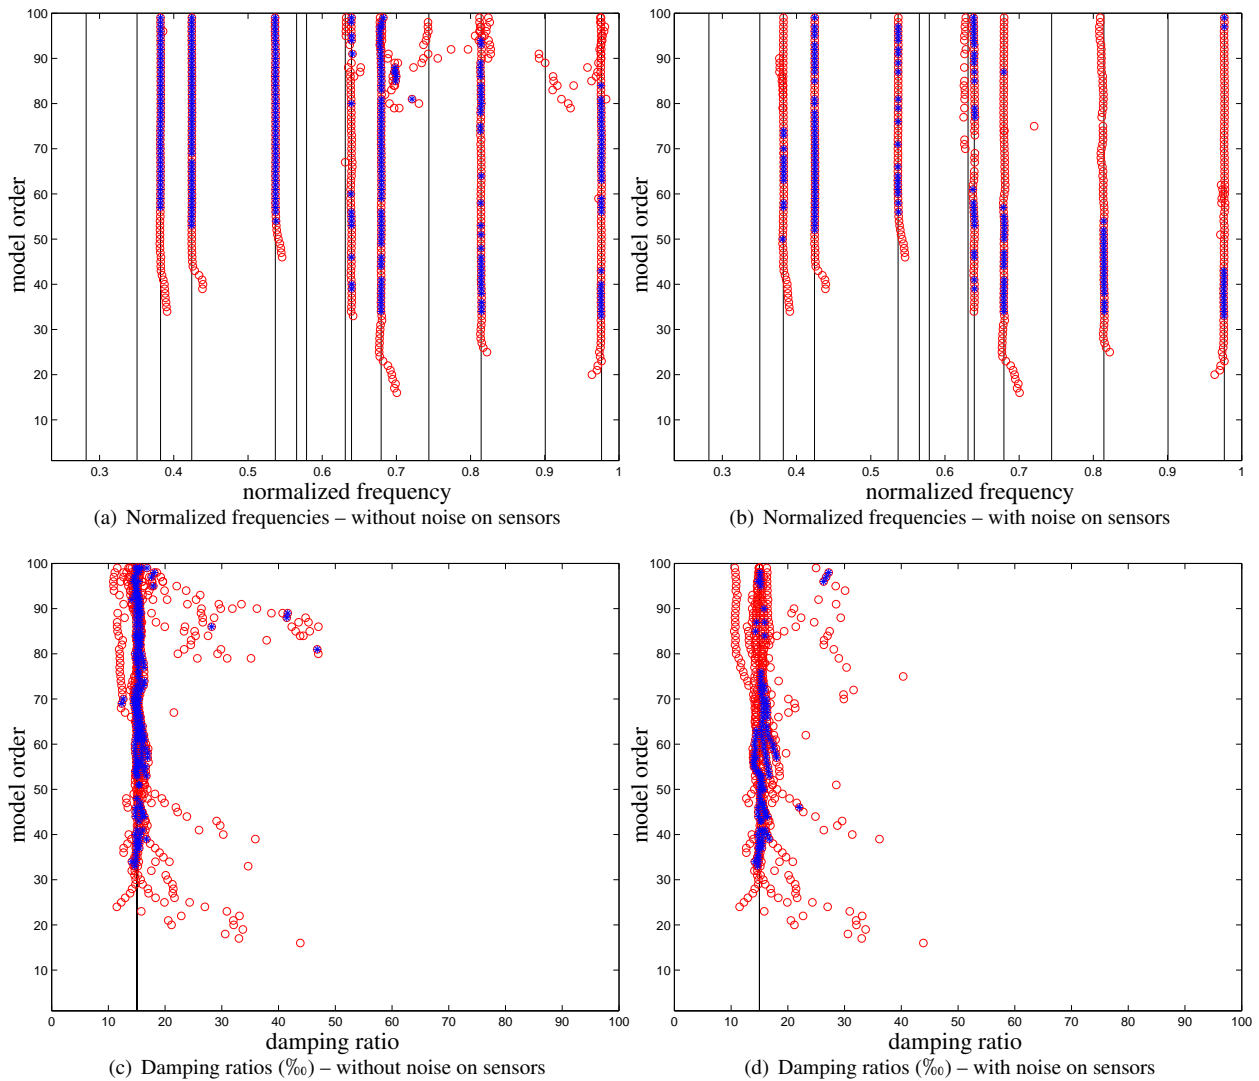 100
90
80
70
60
50
40
30
20
10
model order
0.3 0.4 0.5 0.6 0.7 0.8 0.9 1
normalized frequency
(a) Normalized frequencies – without noise on sensors
100
90
80
70
60
50
40
30
20
10
model order
0.3 0.4 0.5 0.6 0.7 0.8 0.9 1
normalized frequency
(b) Normalized frequencies – with noise on sensors
100
90
80
70
60
50
40
30
20
10
model order
0 10 20 30 40 50 60 70 80 90 100
damping ratio
(c) Damping ratios (‰) – without noise on sensors
100
90
80
70
60
50
40
30
20
10
model order
0 10 20 30 40 50 60 70 80 90 100
damping ratio
(d) Damping ratios (‰) – with noise on sensors